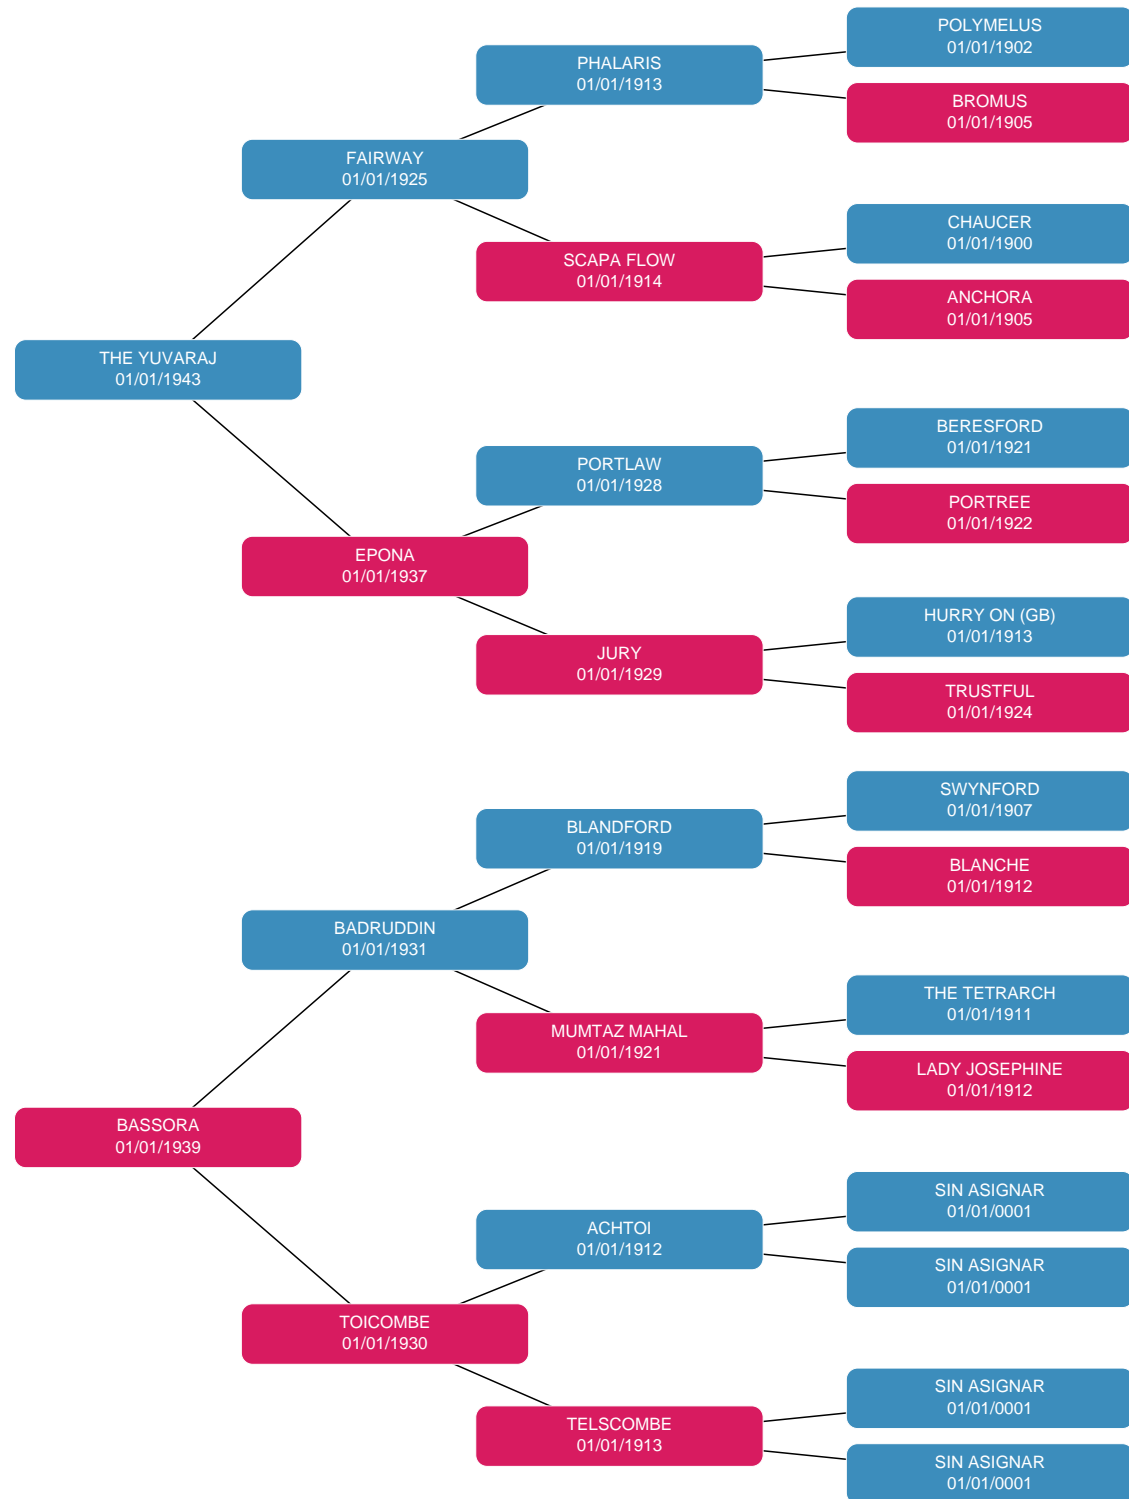 POLYMELUS
01/01/1902
PHALARIS
01/01/1913
BROMUS
01/01/1905
FAIRWAY
01/01/1925
CHAUCER
01/01/1900
SCAPA FLOW
01/01/1914
ANCHORA
01/01/1905
THE YUVARAJ
01/01/1943
BERESFORD
01/01/1921
PORTLAW
01/01/1928
PORTREE
01/01/1922
EPONA
01/01/1937
HURRY ON (GB)
01/01/1913
JURY
01/01/1929
TRUSTFUL
01/01/1924
SWYNFORD
01/01/1907
BLANDFORD
01/01/1919
BLANCHE
01/01/1912
BADRUDDIN
01/01/1931
THE TETRARCH
01/01/1911
MUMTAZ MAHAL
01/01/1921
LADY JOSEPHINE
01/01/1912
BASSORA
01/01/1939
SIN ASIGNAR
01/01/0001
ACHTOI
01/01/1912
SIN ASIGNAR
01/01/0001
TOICOMBE
01/01/1930
SIN ASIGNAR
01/01/0001
TELSCOMBE
01/01/1913
SIN ASIGNAR
01/01/0001